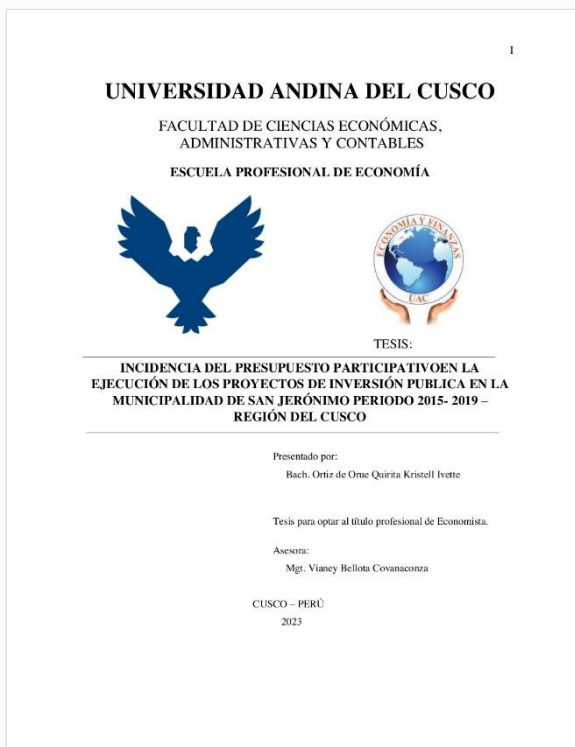 I
UNIVERSIDAD ANDINA DEL CUSCO
FACULTAD DE CIENCIAS ECONÓMICAS,
ADMINISTRATIVAS Y CONTABLES
ESCUELA PROFESIONAL DE ECONOMÍA
ECONOMIA Y FINANZAS
UAC
TESIS:
INCIDENCIA DEL PRESUPUESTO PARTICIPATIVOEN LA
EJECUCIÓN DE LOS PROYECTOS DE INVERSIÓN PUBLICA EN LA
MUNICIPALIDAD DE SAN JERÓNIMO PERIODO 2015- 2019 –
REGIÓN DEL CUSCO
Presentado por:
Bach. Ortiz de Orue Quirita Kristell Ivette
Tesis para optar al título profesional de Economista.
Asesora:
Mgt. Vianey Bellota Covanaconza
CUSCO – PERÚ
2023